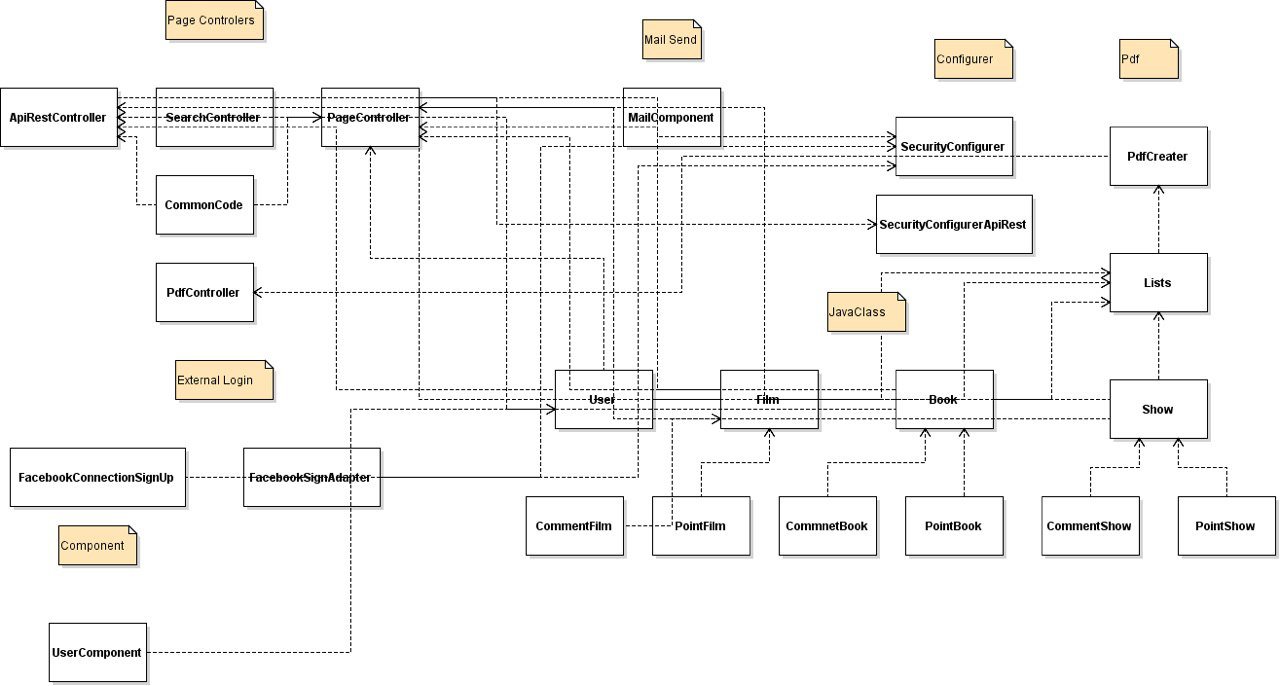 Page Controlers
Mail Send
Configurer
Pdf
ApiRestController
SearchController
PageController
MailComponent
SecurityConfigurer
PdfCreater
CommonCode
SecurityConfigurerApiRest
PdfController
Lists
JavaClass
External Login
User
Film
Book
Show
FacebookConnectionSignUp
FacebookSignAdapter
CommentFilm
PointFilm
CommnetBook
PointBook
CommentShow
PointShow
Component
UserComponent